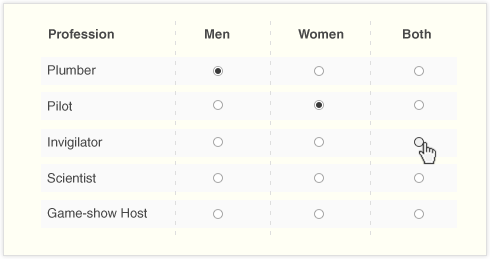 Profession Men Women Both
Plumber
Pilot
Invigilator
Scientist
Game-show Host